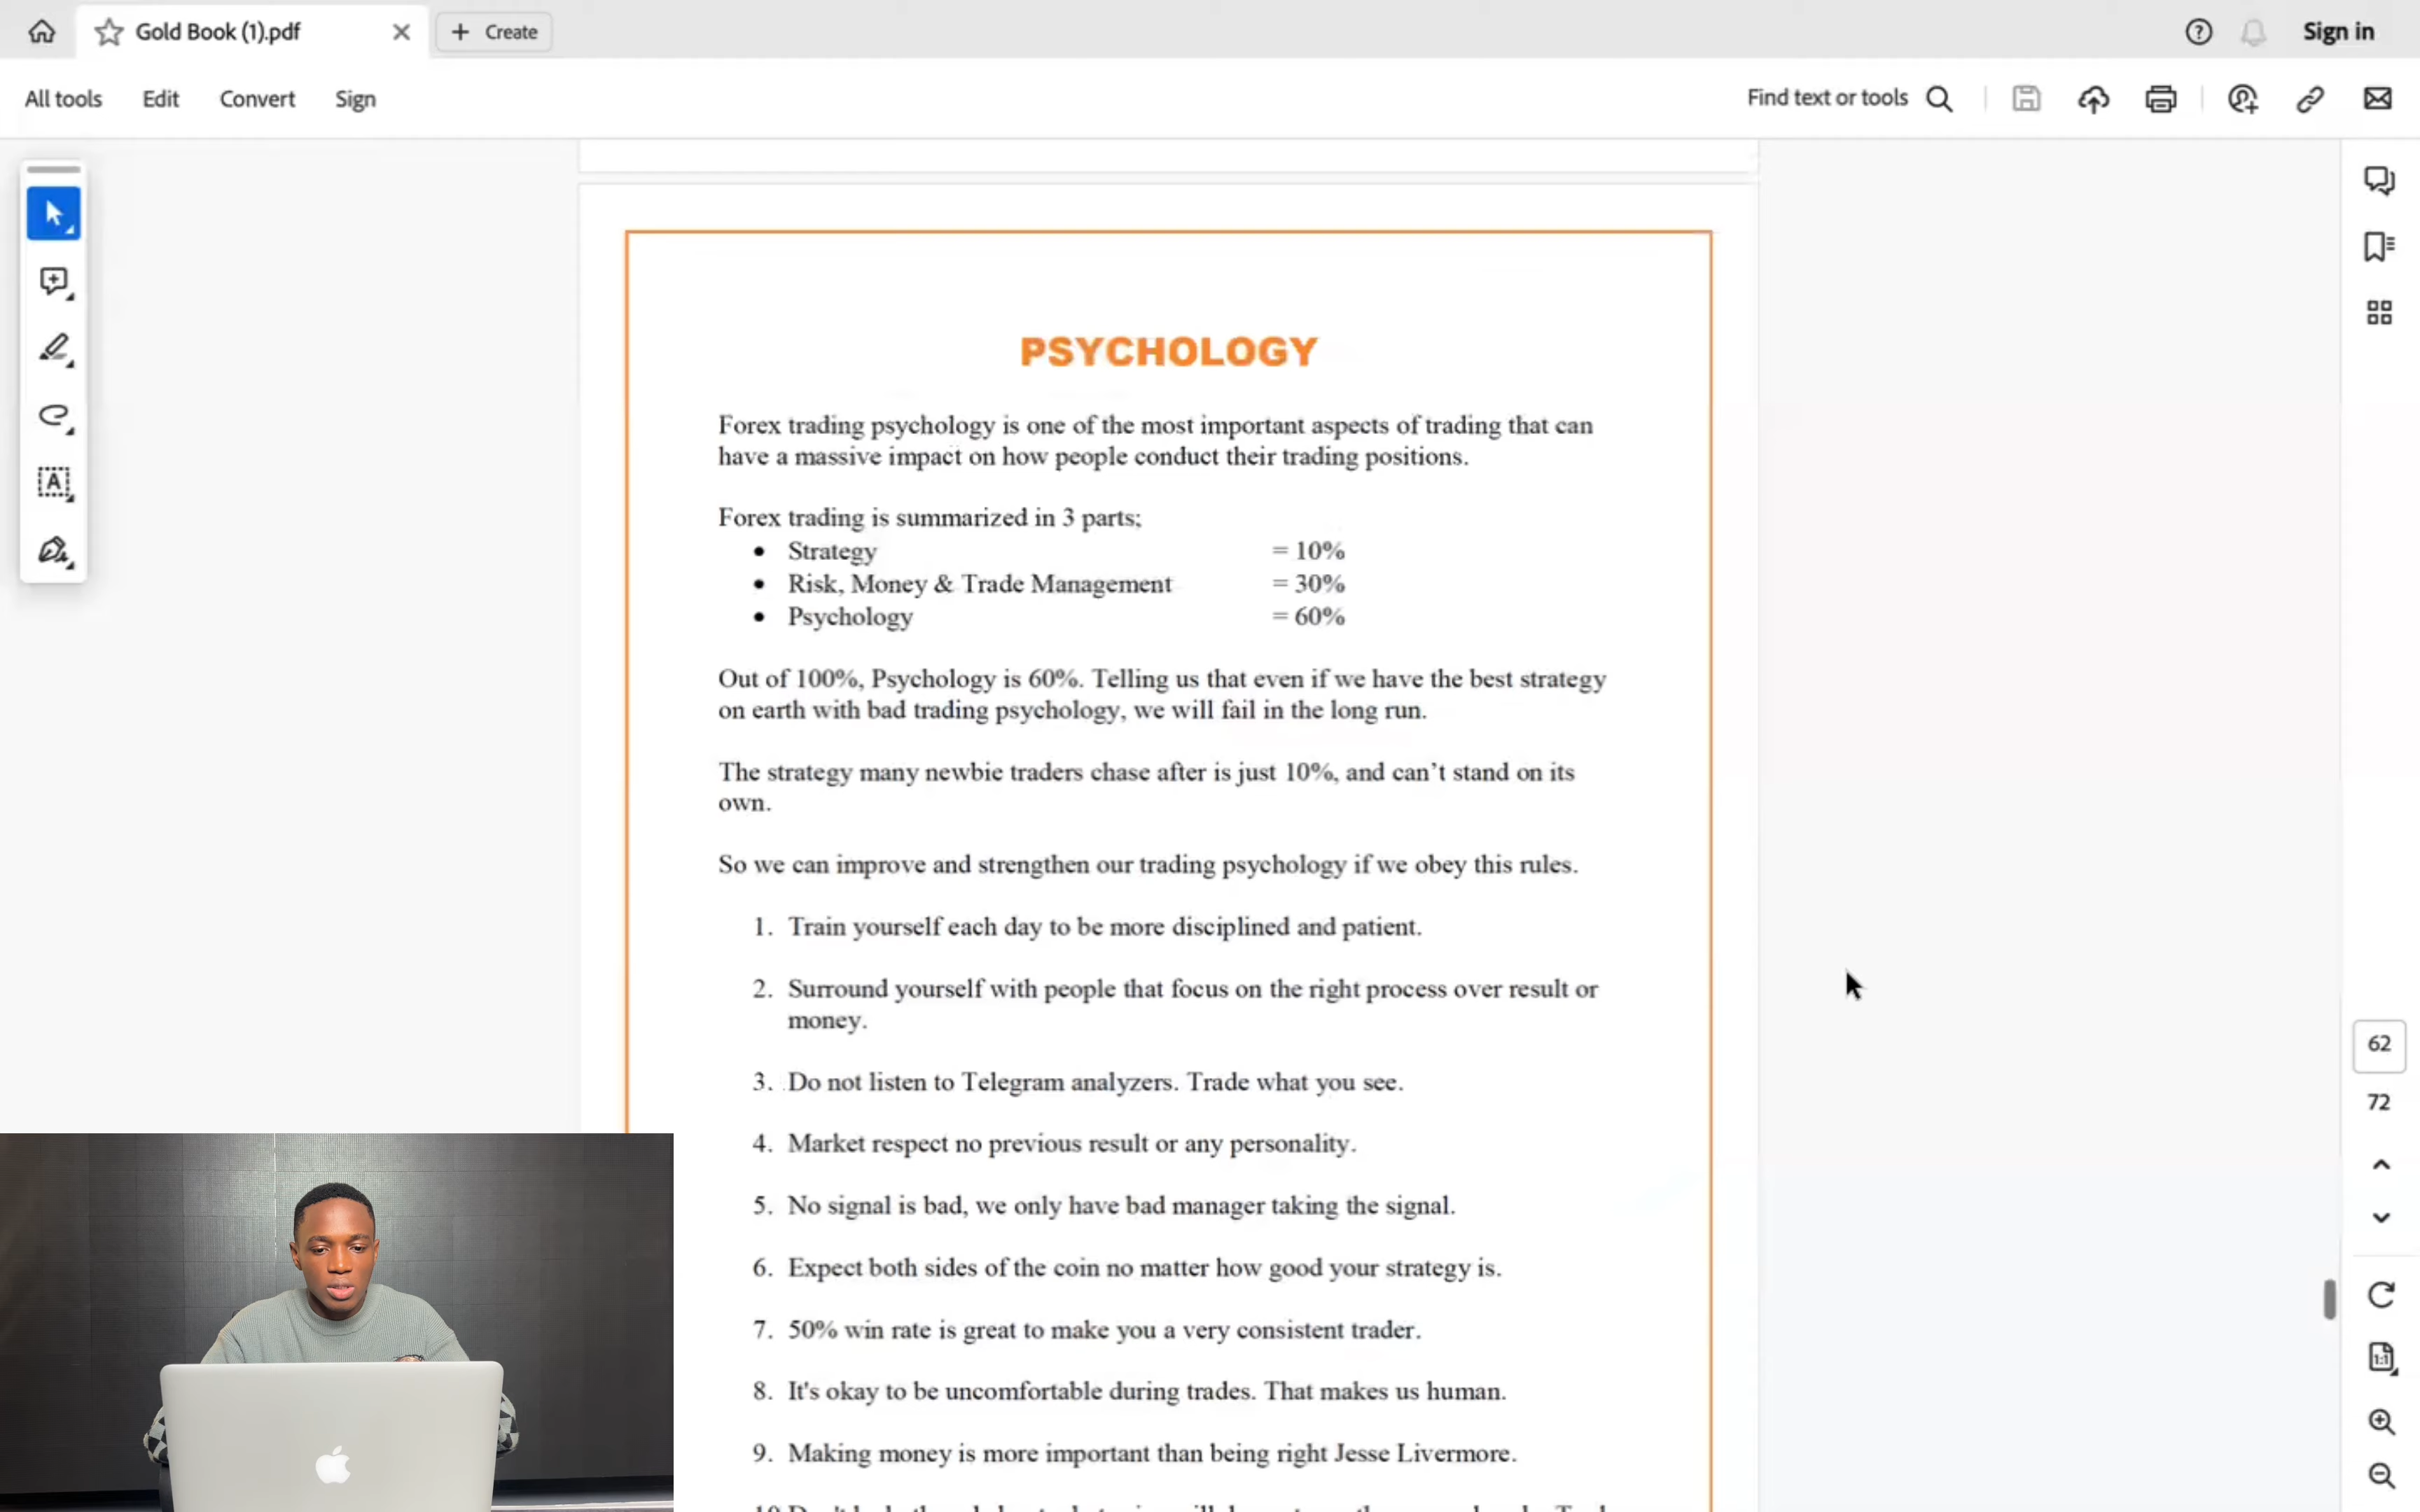 Gold Book (1).pdf
Create
Sign in
All tools
Edit
Convert
Sign
Find text or tools
PSYCHOLOGY
Forex trading psychology is one of the most important aspects of trading that can
have a massive impact on how people conduct their trading positions.
Forex trading is summarized in 3 parts;
• Strategy = 10%
• Risk, Money & Trade Management = 30%
• Psychology = 60%
Out of 100%, Psychology is 60%. Telling us that even if we have the best strategy
on earth with bad trading psychology, we will fail in the long run.
The strategy many newbie traders chase after is just 10%, and can’t stand on its
own.
So we can improve and strengthen our trading psychology if we obey this rules.
1. Train yourself each day to be more disciplined and patient.
2. Surround yourself with people that focus on the right process over result or
money.
3. Do not listen to Telegram analyzers. Trade what you see.
4. Market respect no previous result or any personality.
5. No signal is bad, we only have bad manager taking the signal.
6. Expect both sides of the coin no matter how good your strategy is.
7. 50% win rate is great to make you a very consistent trader.
8. It's okay to be uncomfortable during trades. That makes us human.
9. Making money is more important than being right Jesse Livermore.
62
72
1:1